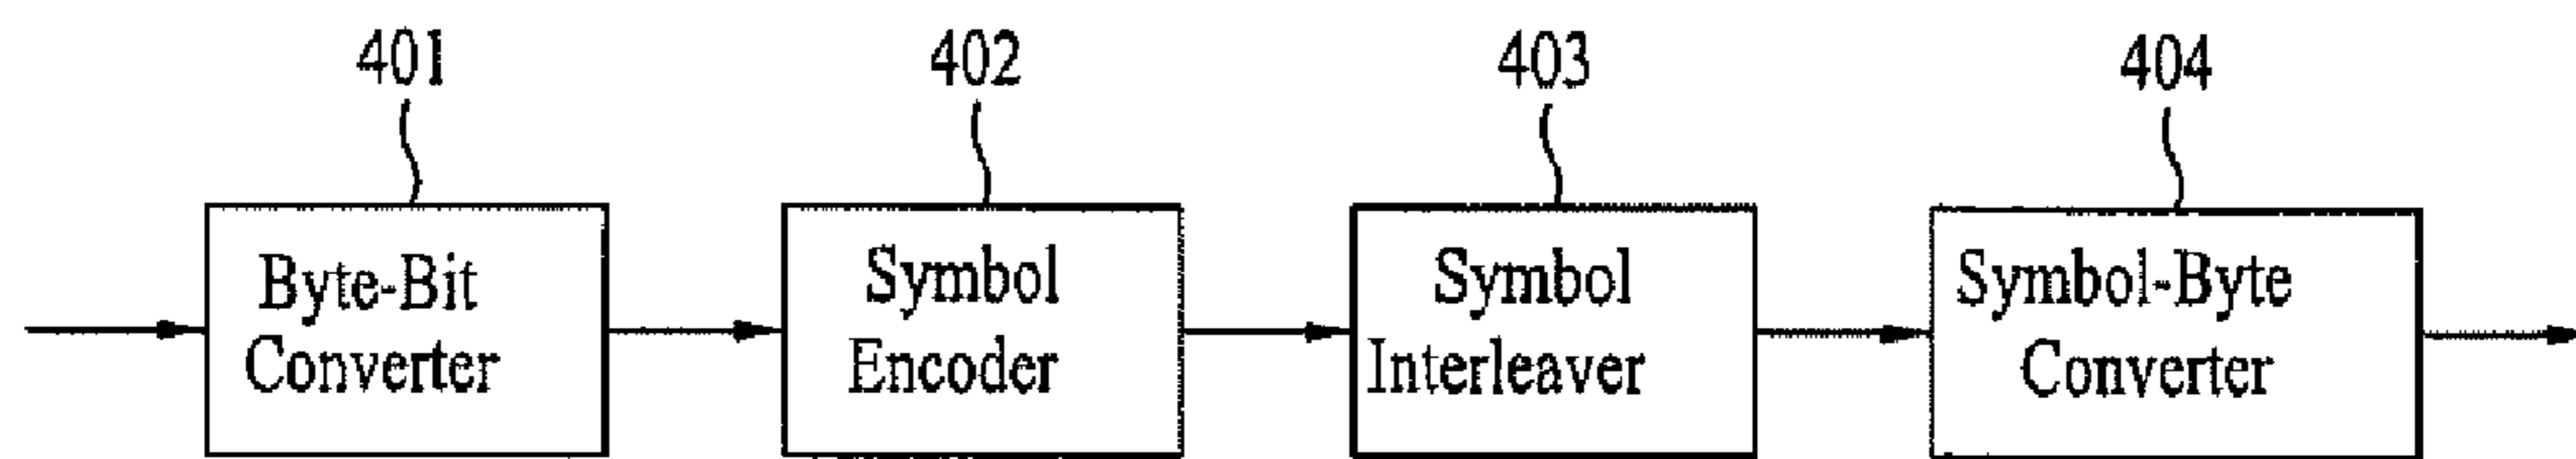 401
402
403
404
Byte-Bit
Converter
Symbol
Encoder
Symbol
Interleaver
Symbol-Byte
Converter